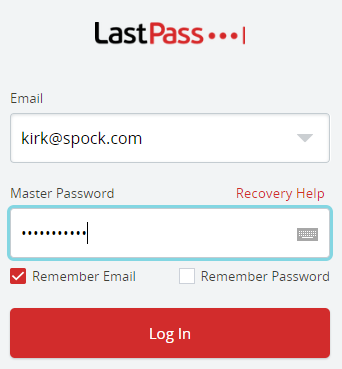 LastPass
Email
kirk@spock.com
Master Password Recovery Help
•••••••••••
Remember Email Remember Password
Log In